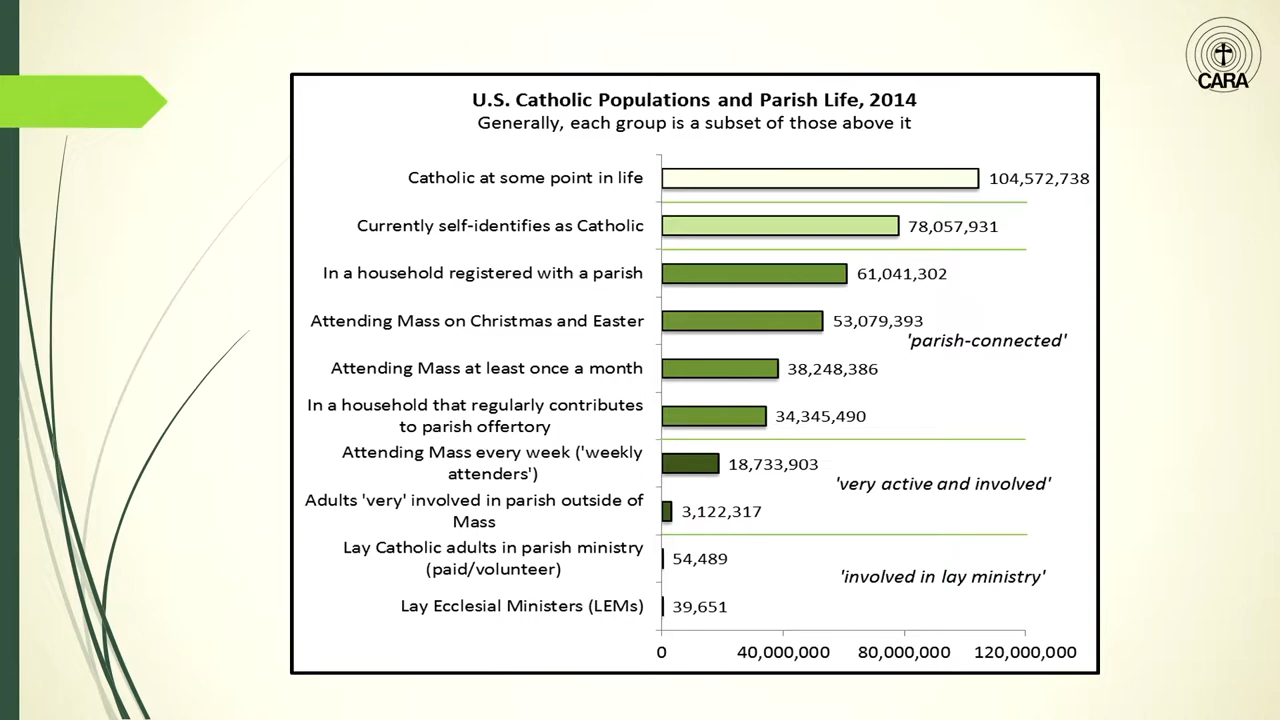 CARA
U.S. Catholic Populations and Parish Life, 2014
Generally, each group is a subset of those above it
Catholic at some point in life 104,572,738
Currently self-identifies as Catholic 78,057,931
In a household registered with a parish 61,041,302
Attending Mass on Christmas and Easter 53,079,393
'parish-connected'
Attending Mass at least once a month 38,248,386
In a household that regularly contributes
to parish offertory 34,345,490
Attending Mass every week ('weekly
attenders') 18,733,903
'very active and involved'
Adults 'very' involved in parish outside of
Mass 3,122,317
Lay Catholic adults in parish ministry
(paid/volunteer) 54,489
'involved in lay ministry'
Lay Ecclesial Ministers (LEMs) 39,651
0 40,000,000 80,000,000 120,000,000